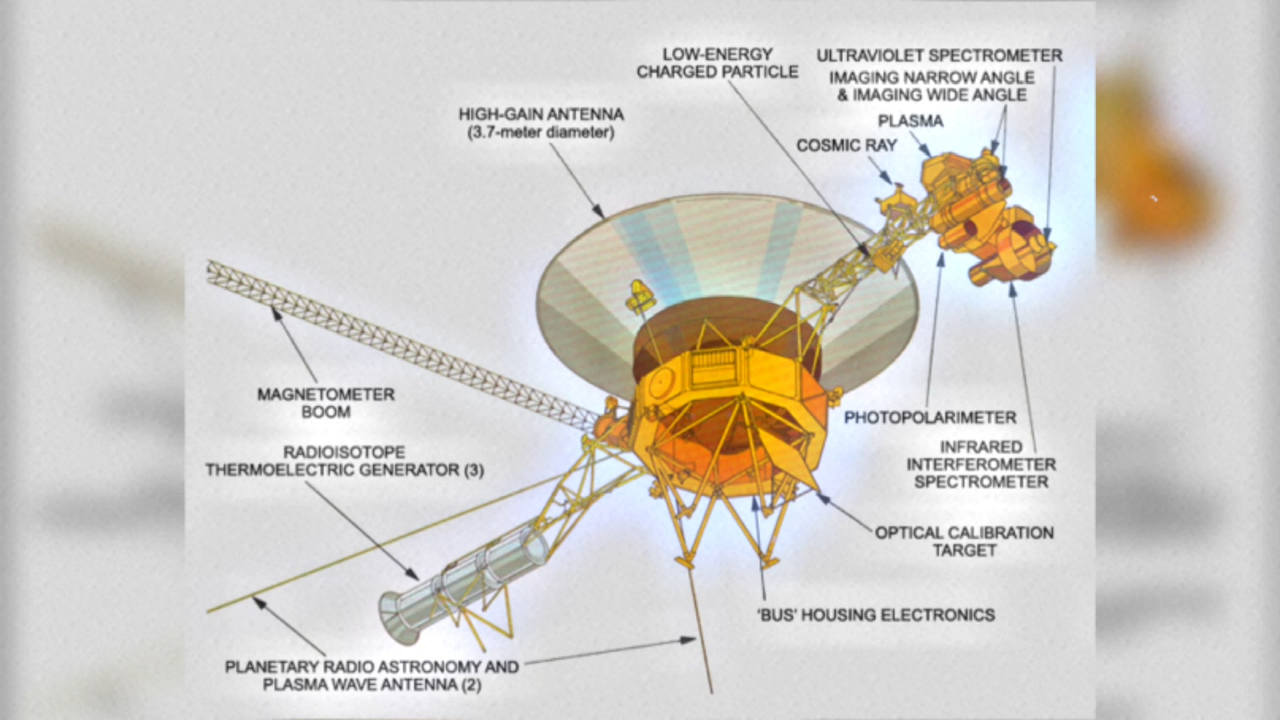 LOW-ENERGY
CHARGED PARTICLE
ULTRAVIOLET SPECTROMETER
IMAGING NARROW ANGLE
& IMAGING WIDE ANGLE
PLASMA
COSMIC RAY
HIGH-GAIN ANTENNA
(3.7-meter diameter)
MAGNETOMETER
BOOM
RADIOISOTOPE
THERMOELECTRIC GENERATOR (3)
PHOTOPOLARIMETER
INFRARED
INTERFEROMETER
SPECTROMETER
OPTICAL CALIBRATION
TARGET
'BUS' HOUSING ELECTRONICS
PLANETARY RADIO ASTRONOMY AND
PLASMA WAVE ANTENNA (2)